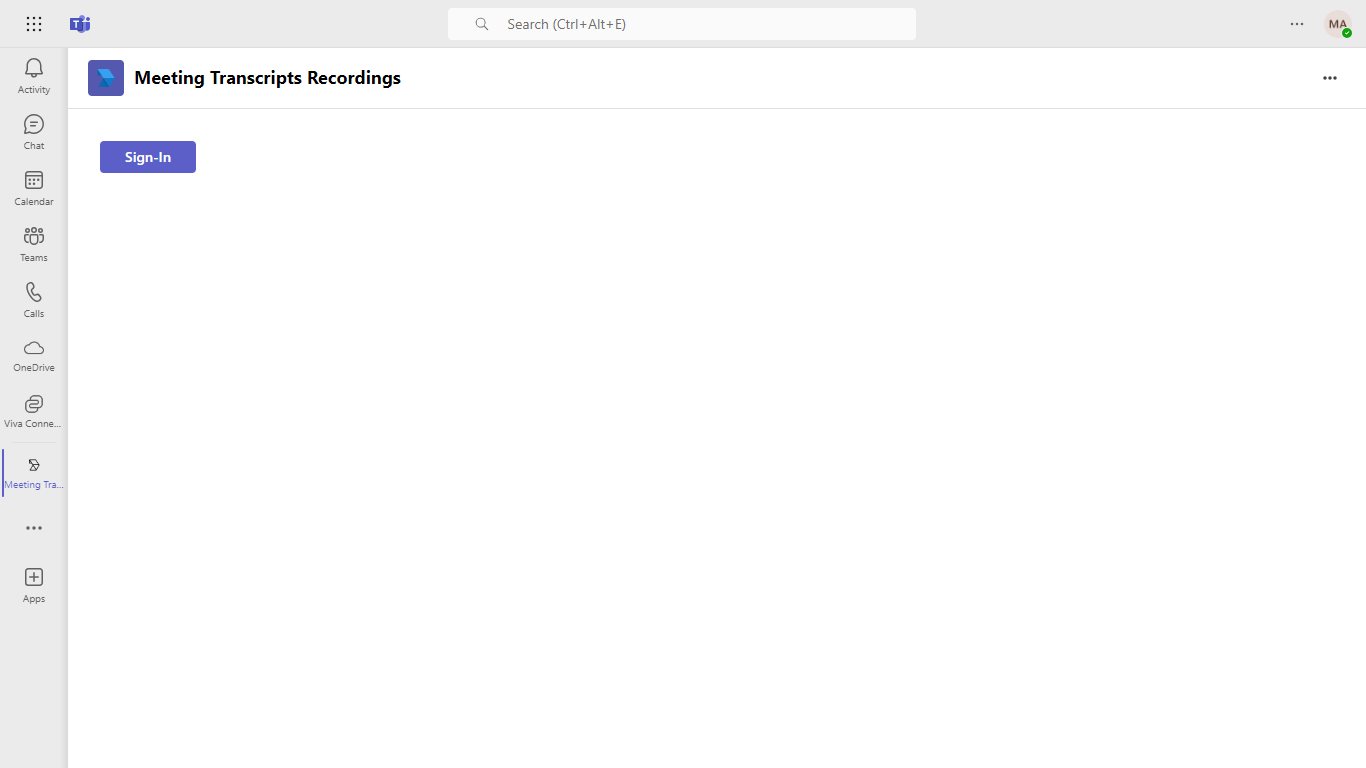 Search (Ctrl+Alt+E)
MA
Activity
Chat
Calendar
Teams
Calls
OneDrive
Viva Conne...
Meeting Tra...
Apps
Meeting Transcripts Recordings
Sign-In